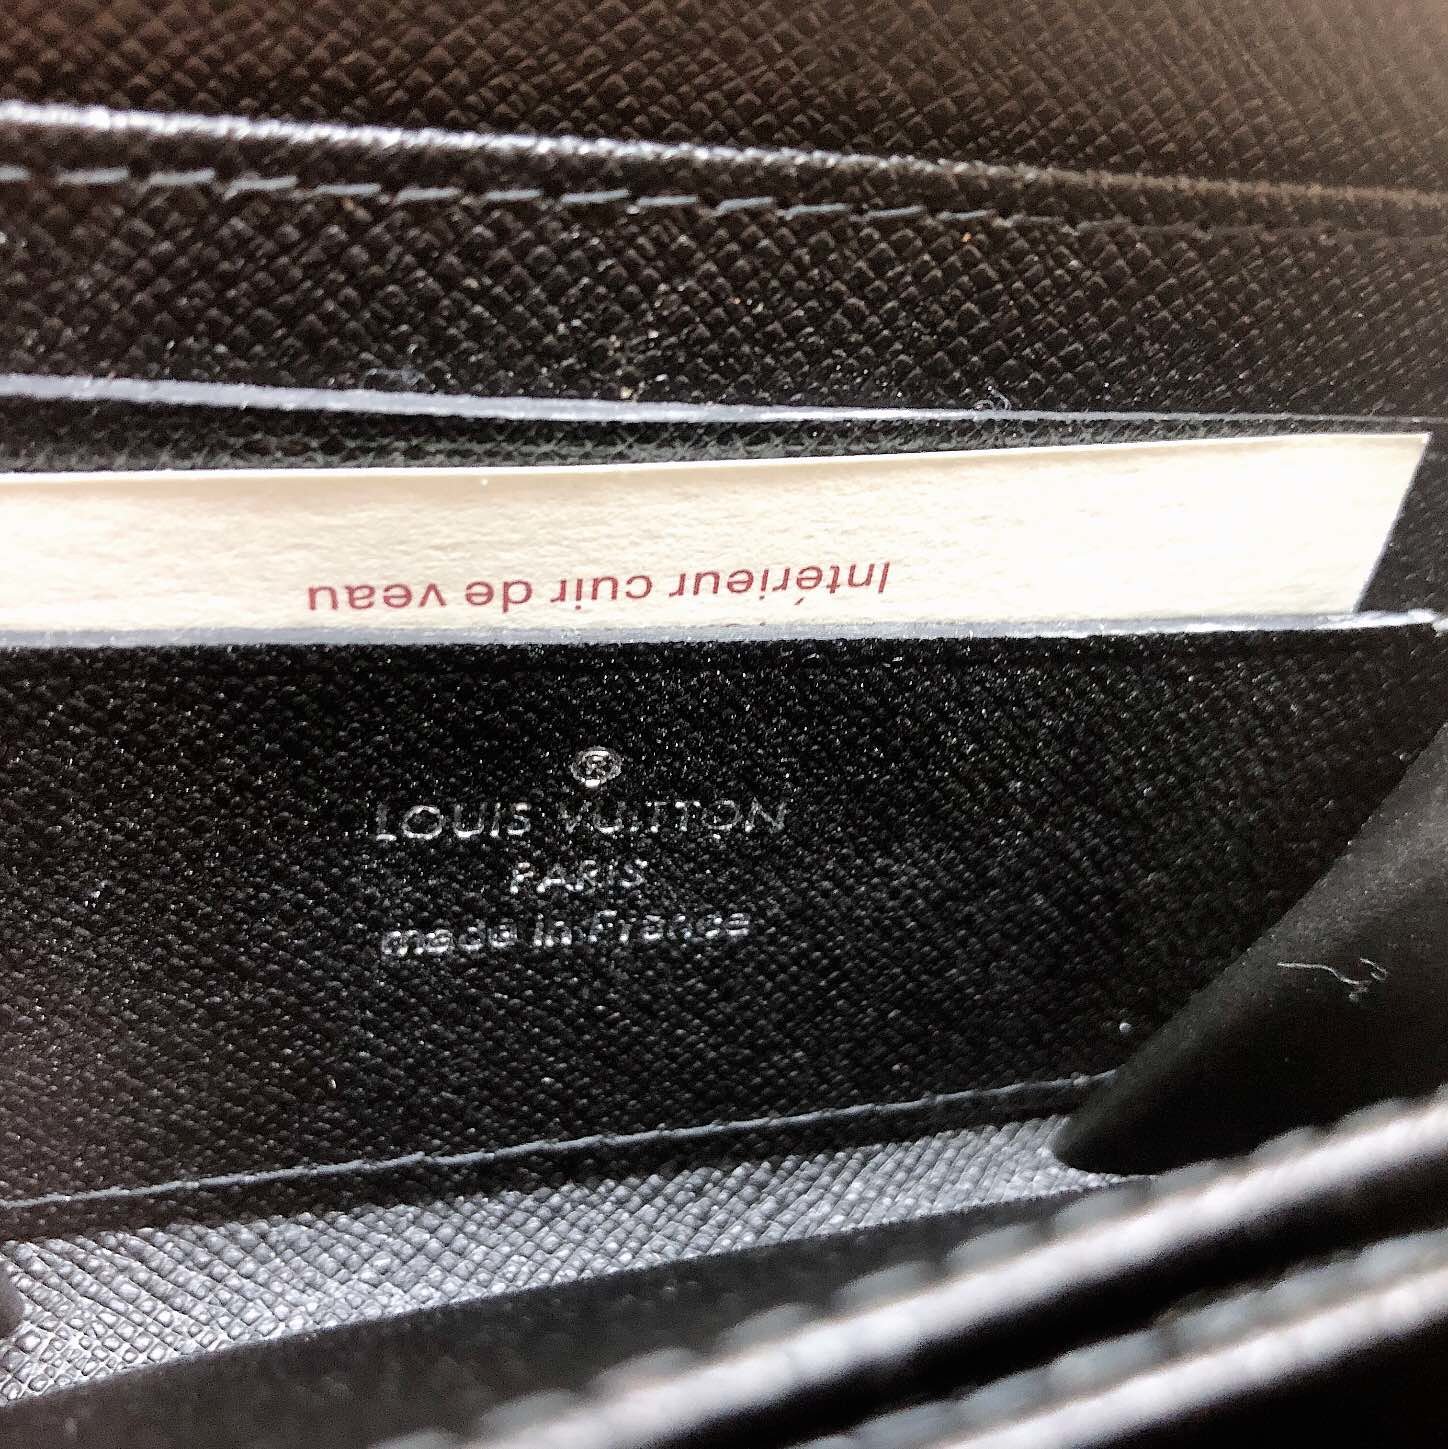 Intérieur cuir de veau
®
LOUIS VUITTON
PARIS
made in France